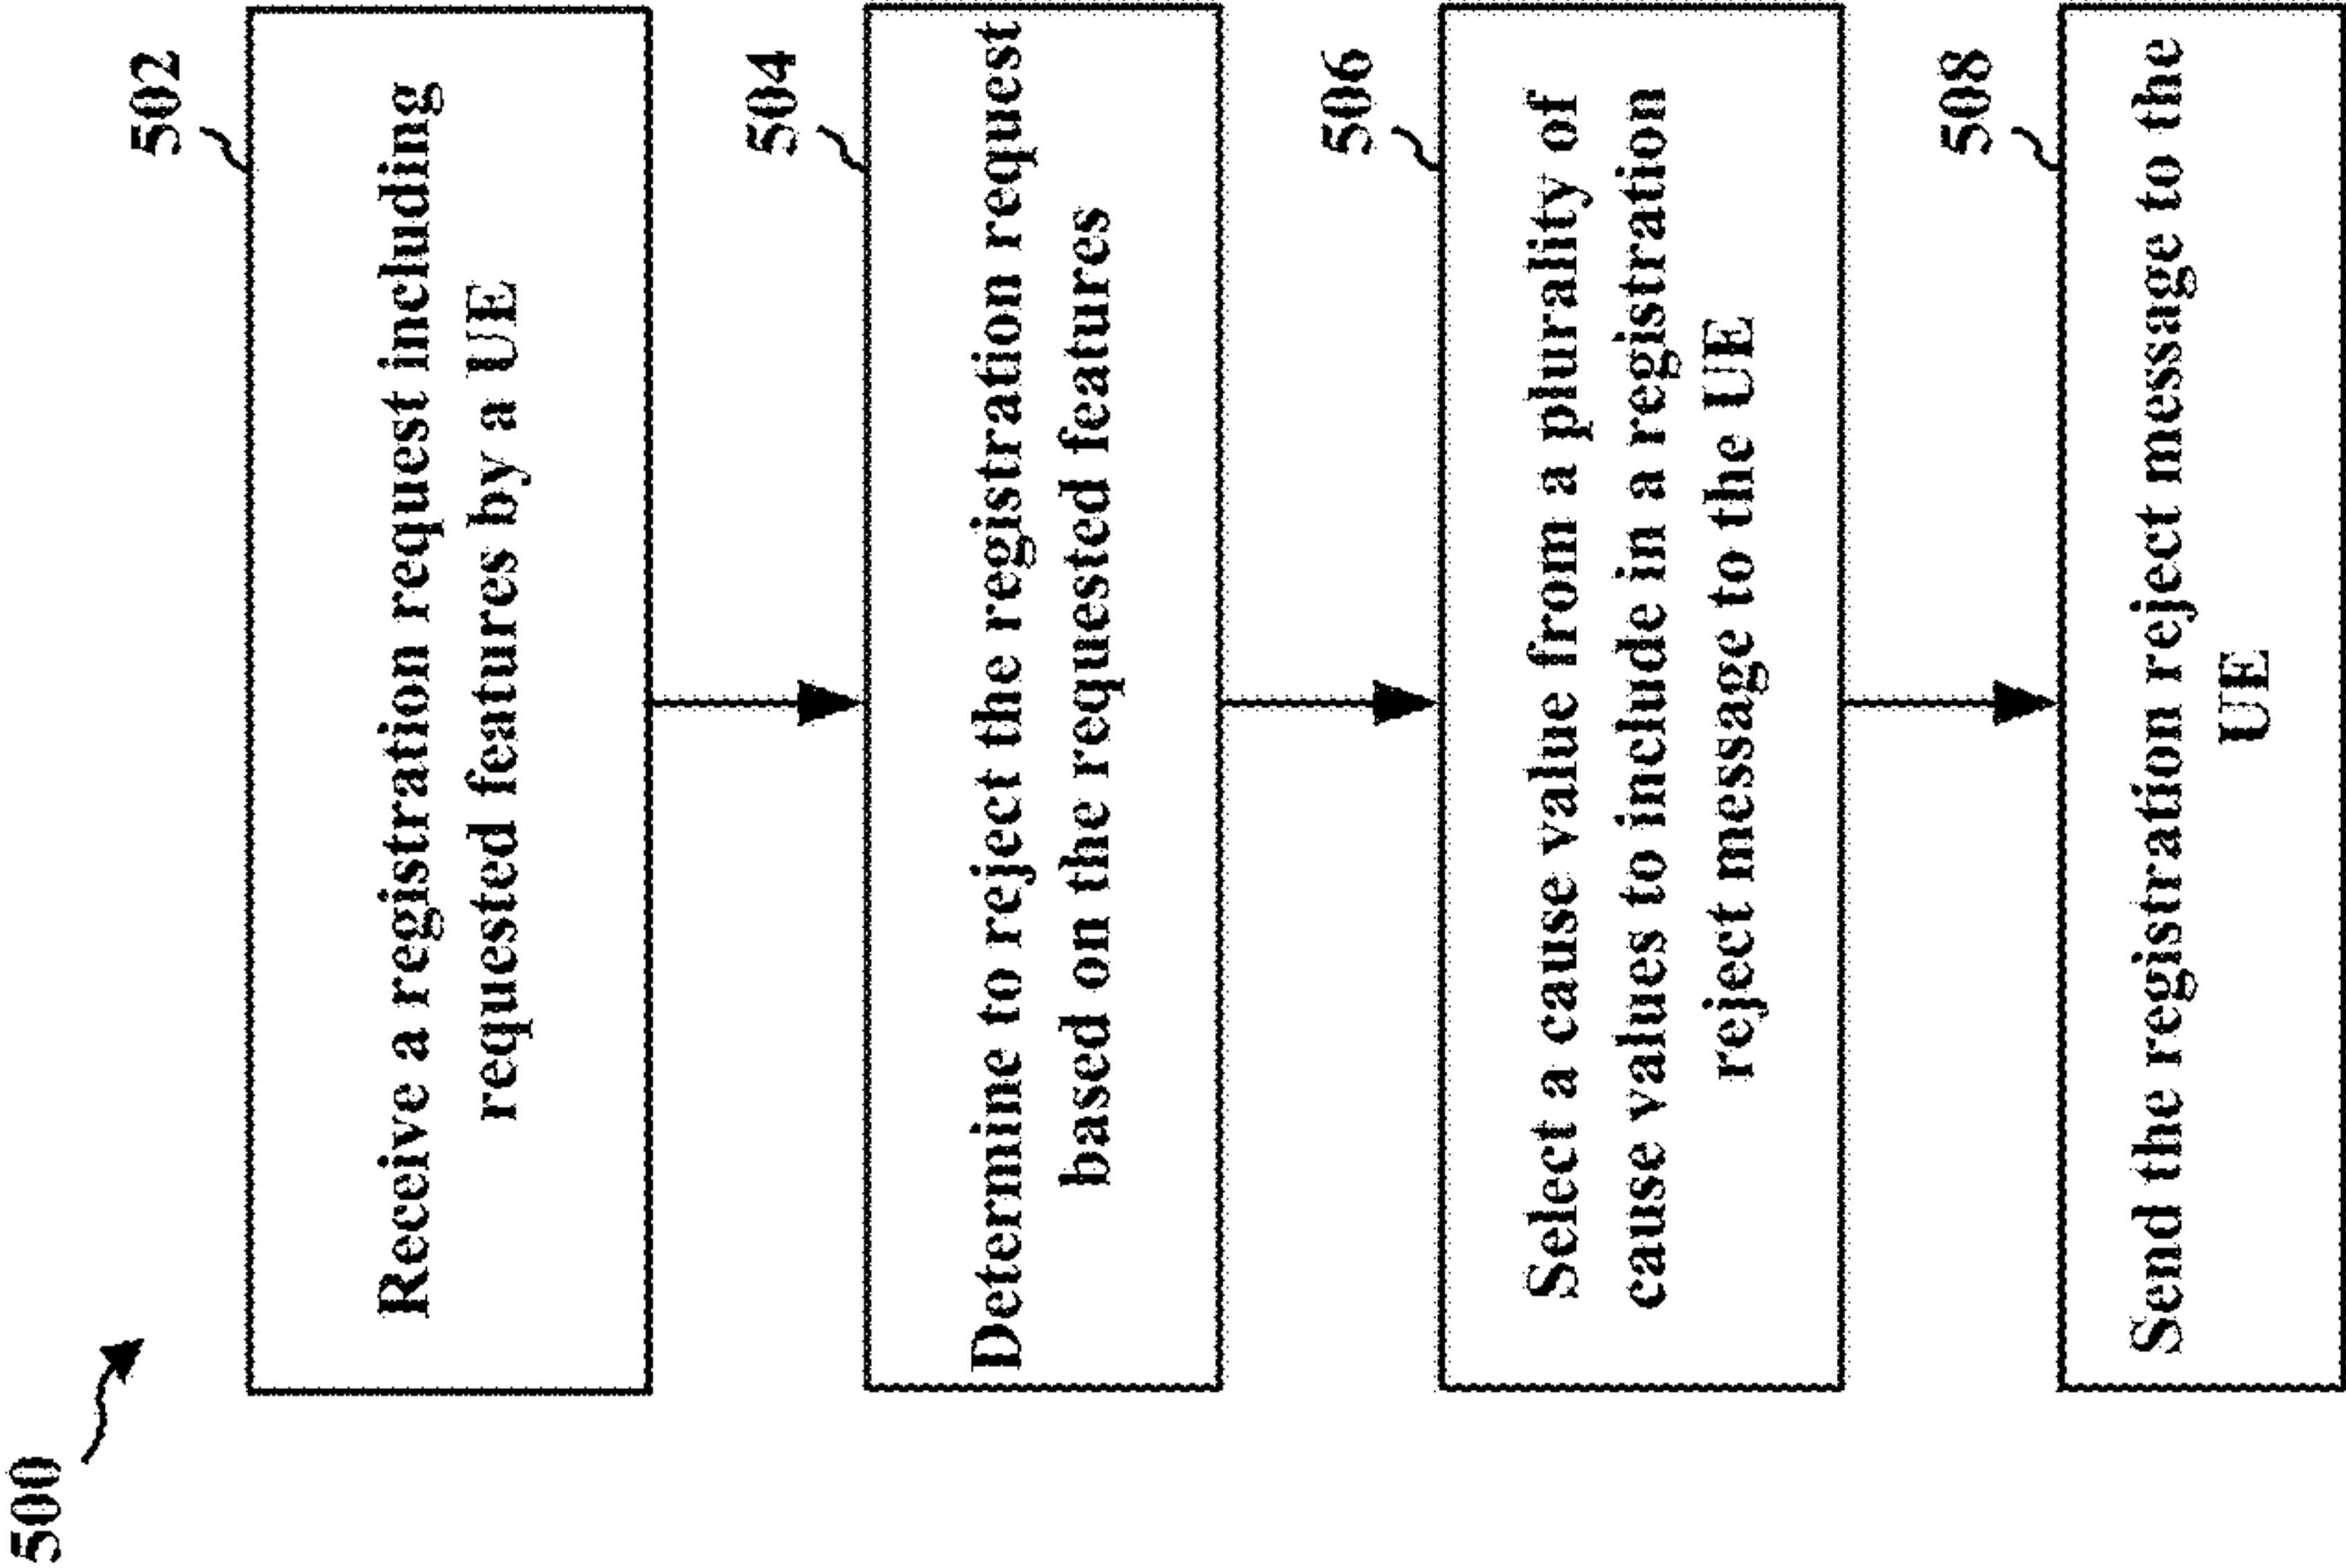 500
502
Receive a registration request including
requested features by a UE
504
Determine to reject the registration request
based on the requested features
506
Select a cause value from a plurality of
cause values to include in a registration
reject message to the UE
508
Send the registration reject message to the
UE